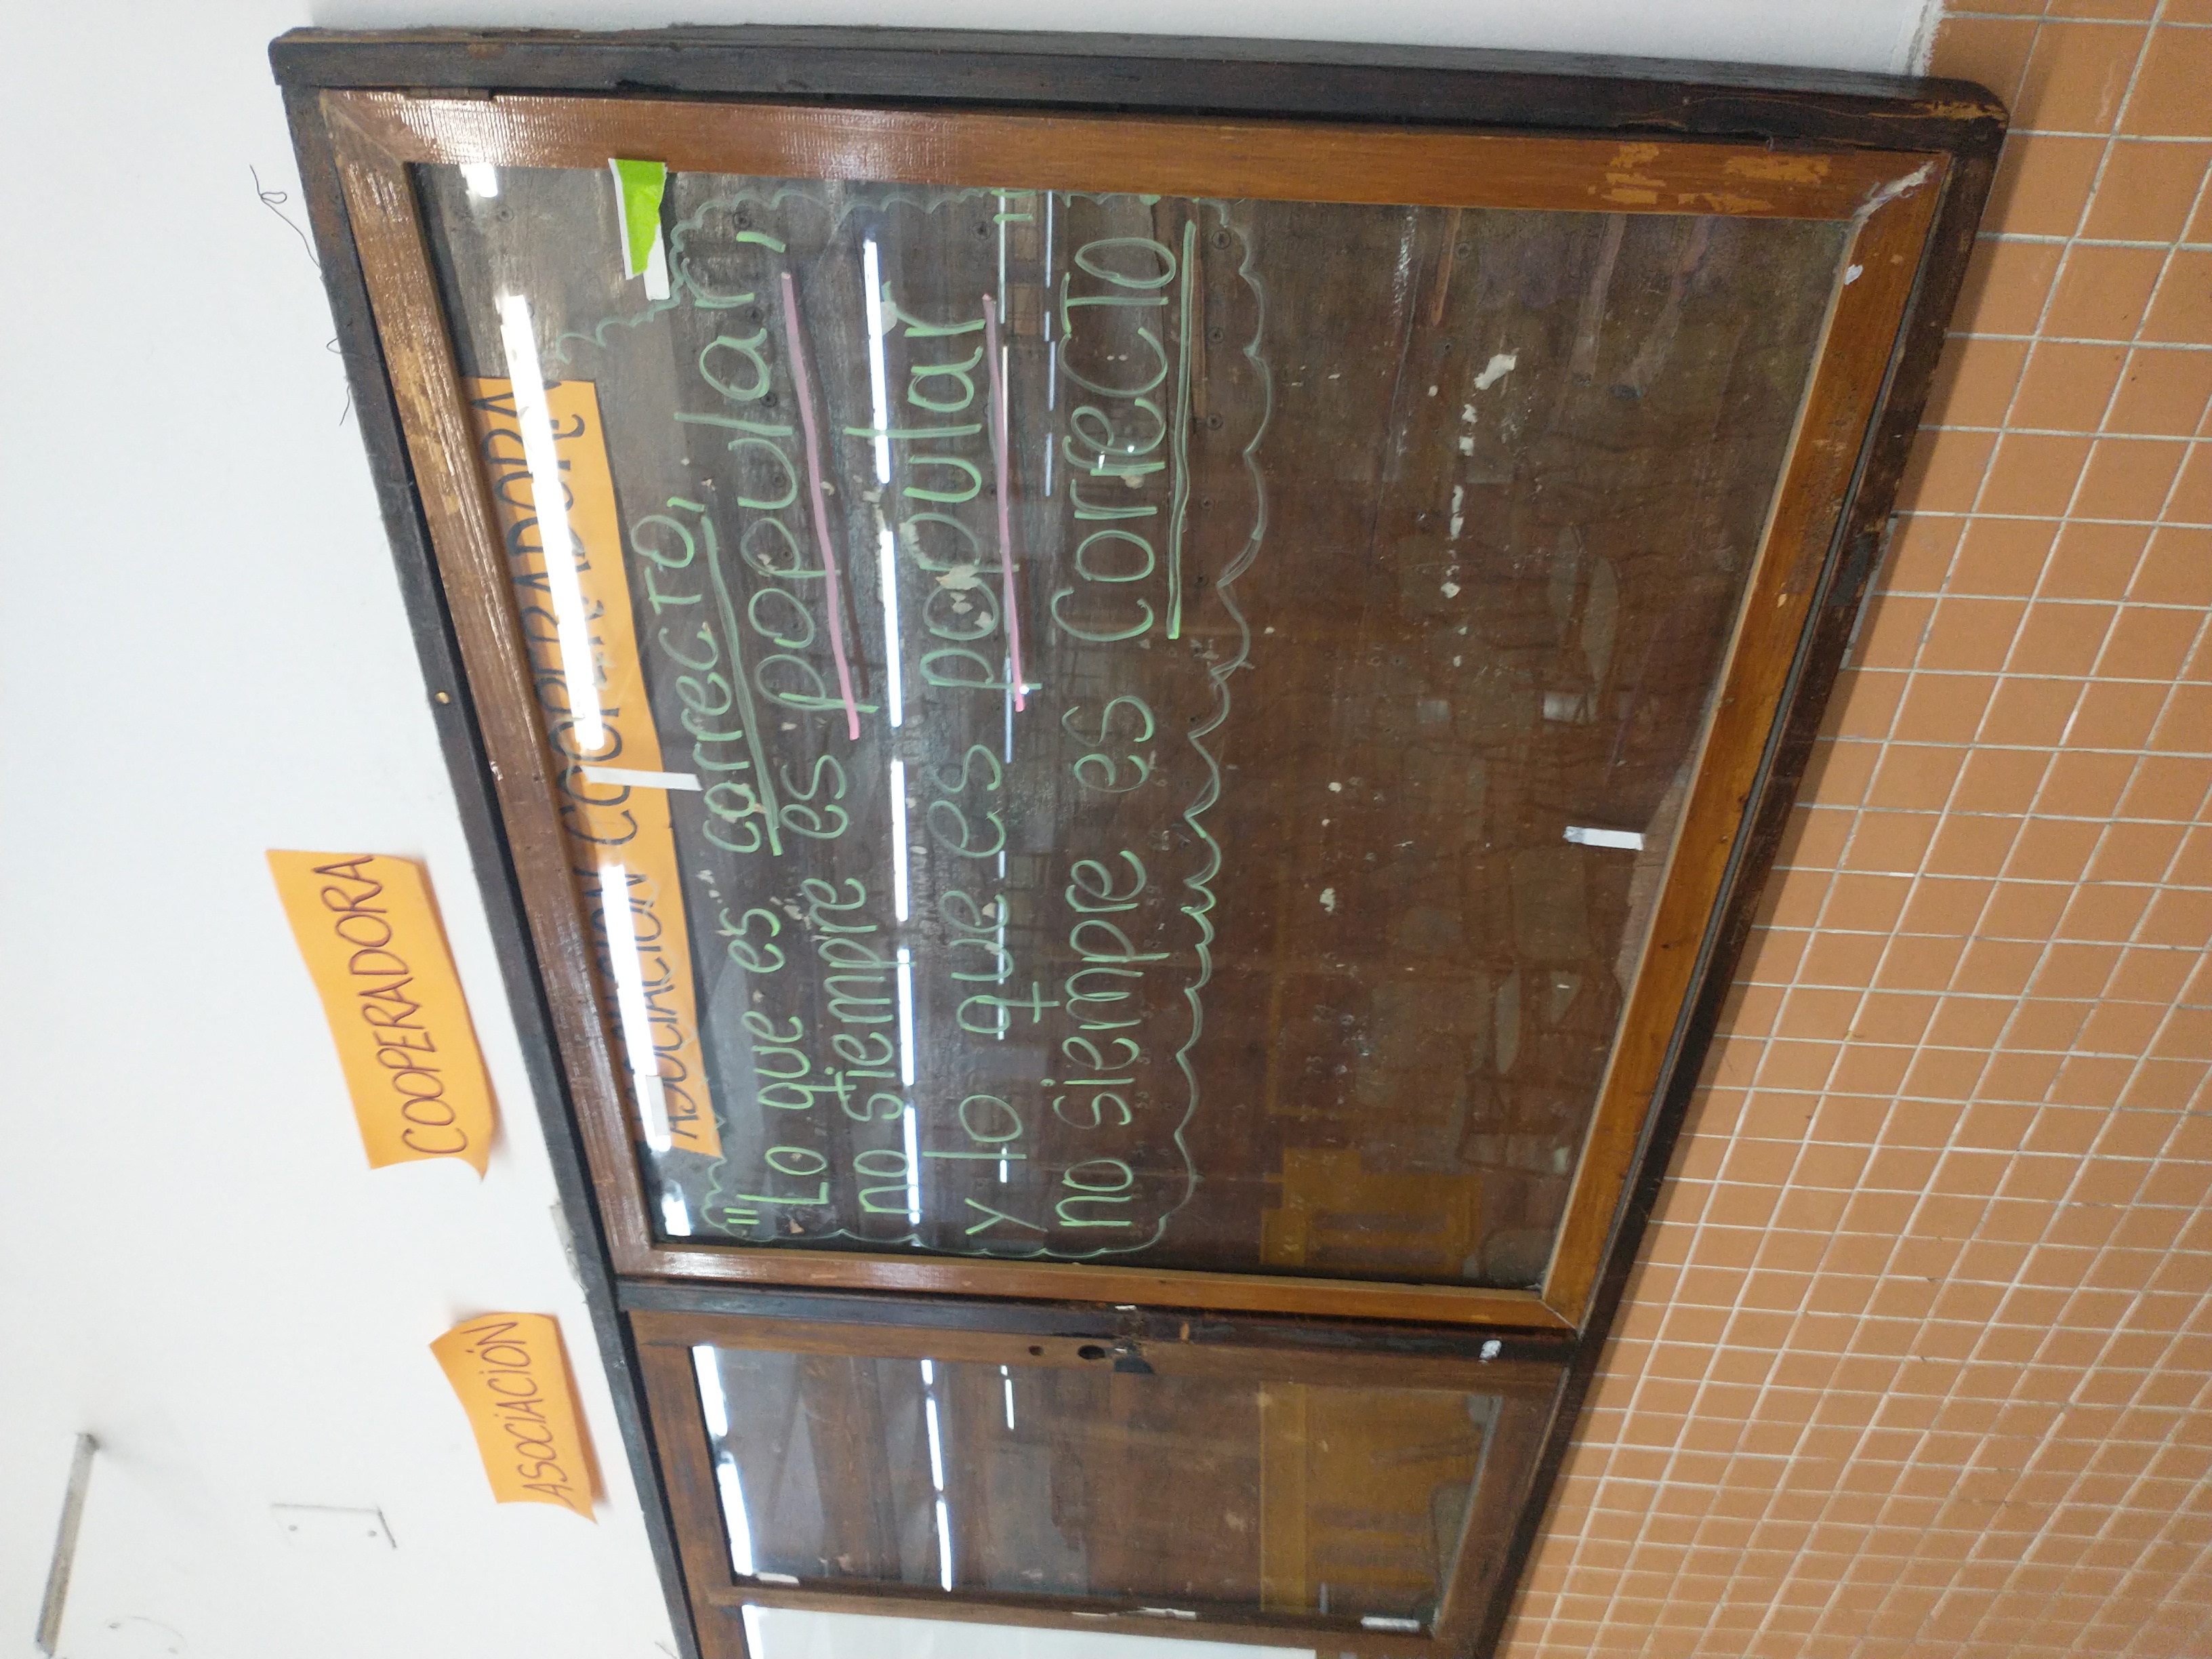 ASOCIACIÓN COOPERADORA
ASOCIACION COOPERADORA
"Lo que es correcto,
no siempre es popular,
y lo que es popular
no siempre es correcto"